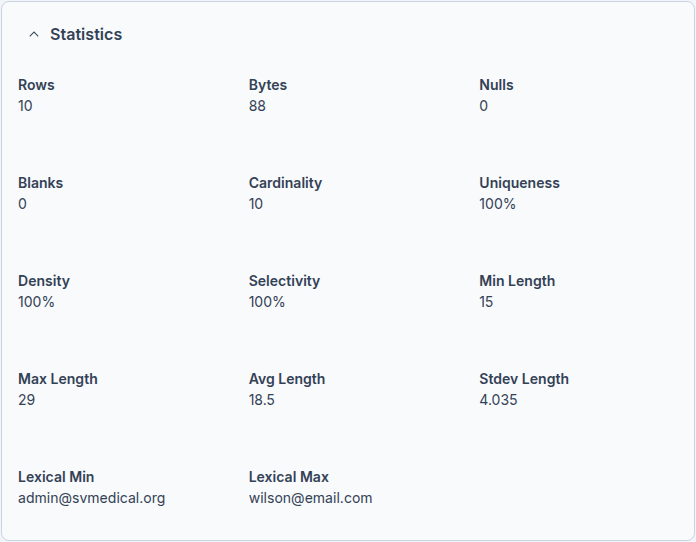 Statistics
Rows
10
Bytes
88
Nulls
0
Blanks
0
Cardinality
10
Uniqueness
100%
Density
100%
Selectivity
100%
Min Length
15
Max Length
29
Avg Length
18.5
Stdev Length
4.035
Lexical Min
admin@svmedical.org
Lexical Max
wilson@email.com